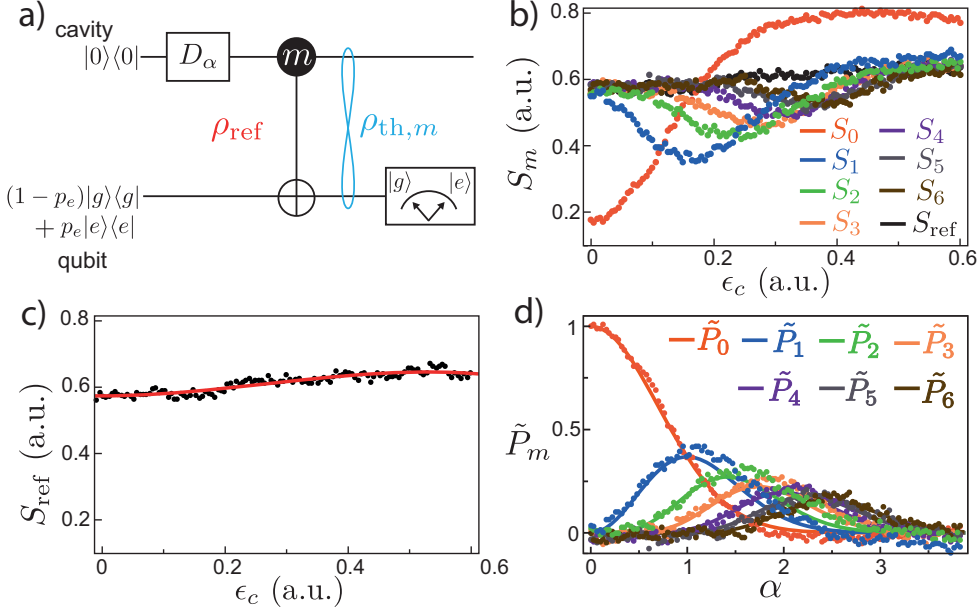 a)
cavity
|0⟩⟨0|
D_α
m
ρ_ref
ρ_th,m
(1 − p_e)|g⟩⟨g|
+ p_e|e⟩⟨e|
qubit
|g⟩ |e⟩
b)
S_m (a.u.)
0.8
0.6
0.4
0.2
0 0.2 0.4 0.6
ϵ_c (a.u.)
S_0 S_4
S_1 S_5
S_2 S_6
S_3 S_ref
c)
S_ref (a.u.)
0.8
0.6
0.4
0.2
0 0.2 0.4 0.6
ϵ_c (a.u.)
d)
P̃_m
1
0.5
0
0 1 2 3
α
P̃_0 P̃_1 P̃_2 P̃_3
P̃_4 P̃_5 P̃_6